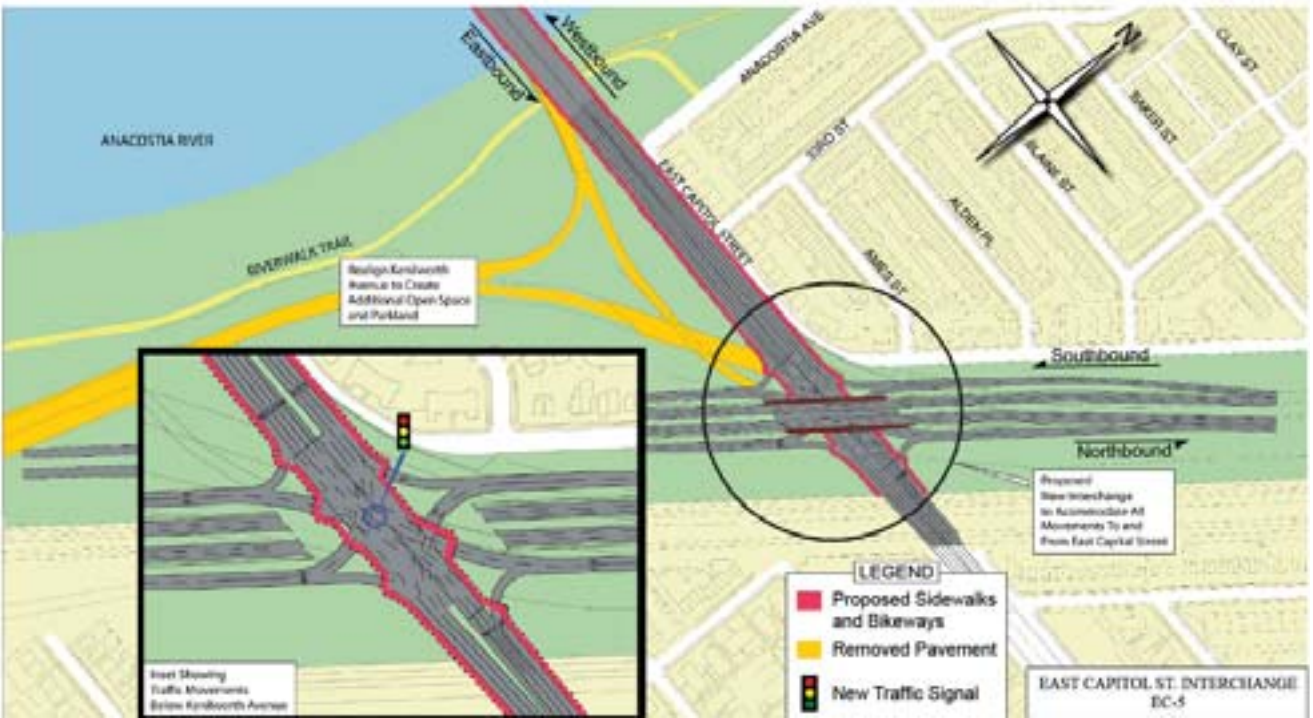 Westbound
Eastbound
ANACOSTIA AVE
N
CLAY ST
BAKER ST
BLAINE ST
33RD ST
ALDEN PL
AMES ST
ANACOSTIA RIVER
EAST CAPITOL STREET
RIVERWALK TRAIL
Realign Kenilworth
Avenue to Create
Additional Open Space
and Parkland
Southbound
Northbound
Proposed
New Interchange
to Accommodate All
Movements To and
From East Capitol Street
Inset Showing
Traffic Movements
Below Kenilworth Avenue
LEGEND
Proposed Sidewalks
and Bikeways
Removed Pavement
New Traffic Signal
EAST CAPITOL ST. INTERCHANGE
EC-5